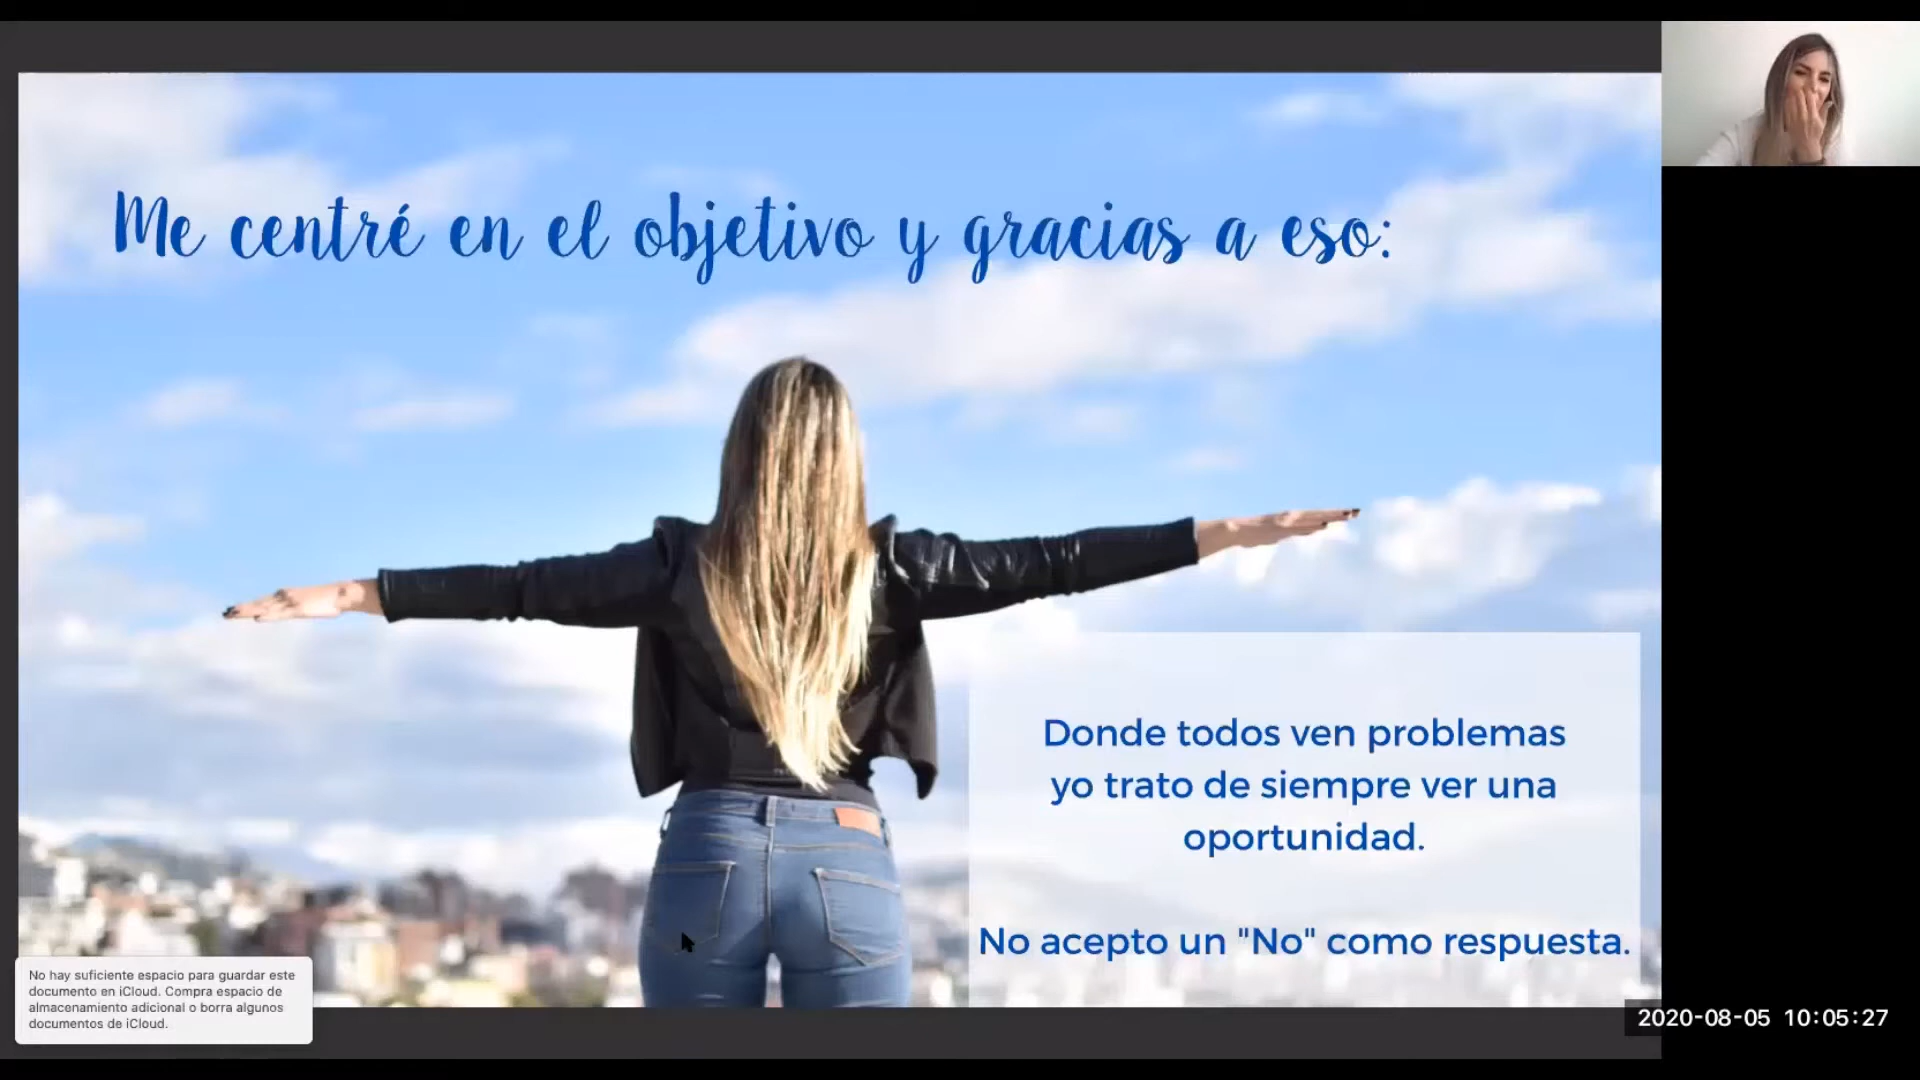 Me centré en el objetivo y gracias a eso:
Donde todos ven problemas
yo trato de siempre ver una
oportunidad.
No acepto un "No" como respuesta.
No hay suficiente espacio para guardar este
documento en iCloud. Compra espacio de
almacenamiento adicional o borra algunos
documentos de iCloud.
2020-08-05 10:05:27